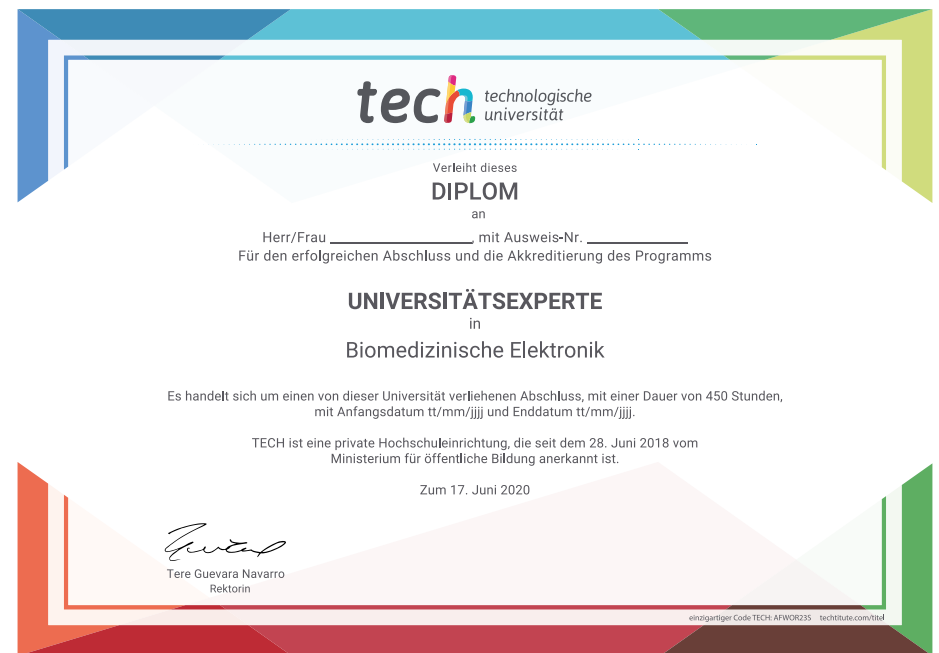 tech technologische
universität
Verleiht dieses
DIPLOM
an
Herr/Frau ____________________, mit Ausweis-Nr. ______________
Für den erfolgreichen Abschluss und die Akkreditierung des Programms
UNIVERSITÄTSEXPERTE
in
Biomedizinische Elektronik
Es handelt sich um einen von dieser Universität verliehenen Abschluss, mit einer Dauer von 450 Stunden,
mit Anfangsdatum tt/mm/jjjj und Enddatum tt/mm/jjjj.
TECH ist eine private Hochschuleinrichtung, die seit dem 28. Juni 2018 vom
Ministerium für öffentliche Bildung anerkannt ist.
Zum 17. Juni 2020
Tere Guevara Navarro
Rektorin
einzigartiger Code TECH: AFWOR235 techtitute.com/titel